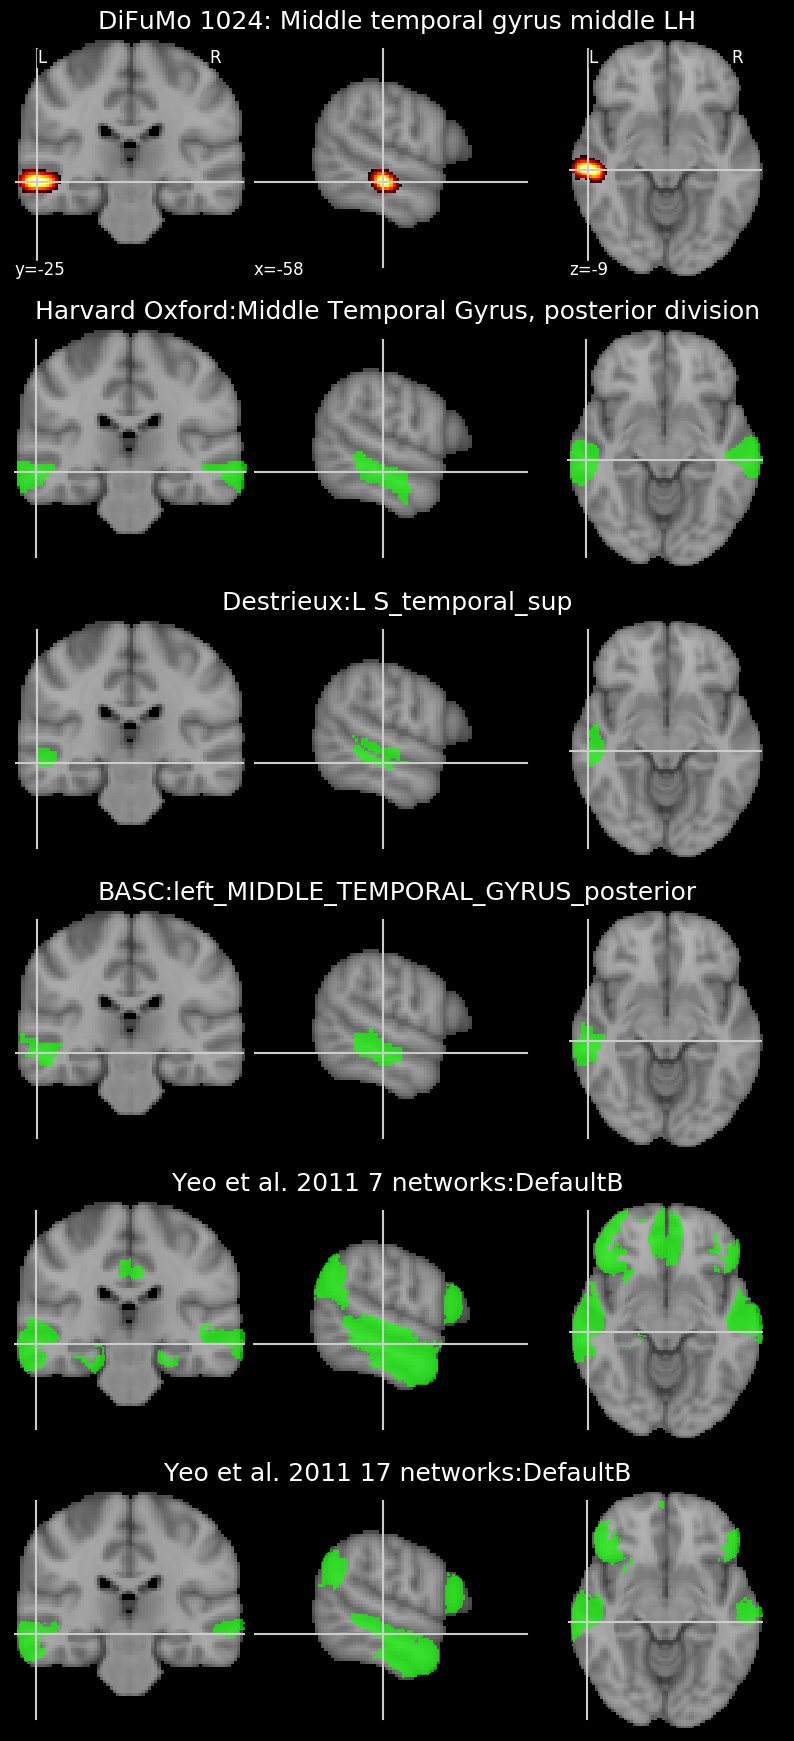 DiFuMo 1024: Middle temporal gyrus middle LH
L R L R
y=-25 x=-58 z=-9
Harvard Oxford:Middle Temporal Gyrus, posterior division
Destrieux:L S_temporal_sup
BASC:left_MIDDLE_TEMPORAL_GYRUS_posterior
Yeo et al. 2011 7 networks:DefaultB
Yeo et al. 2011 17 networks:DefaultB